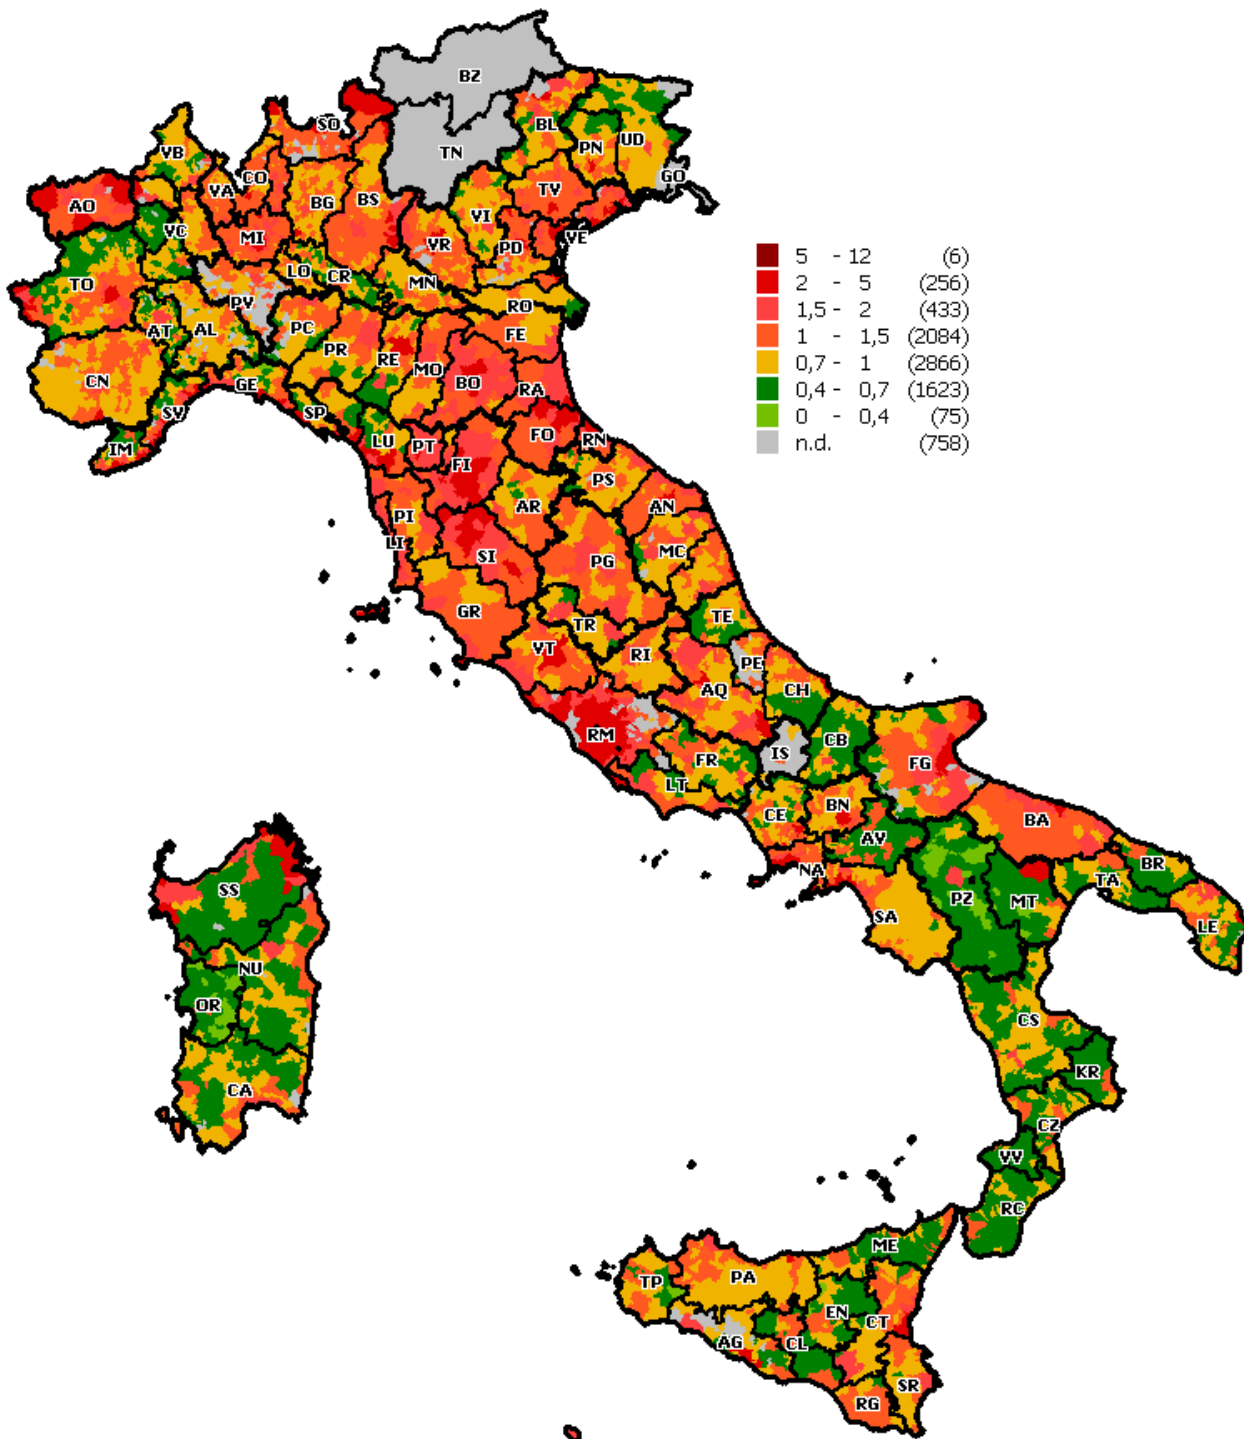 BZ
SO
TN
BL
UD
PN
VB
VA
CO
BG
BS
GO
AO
TV
VI
VC
MI
VR
PD
VE
LO
CR
MN
TO
PV
RO
AT
AL
PC
PR
RE
MO
FE
BO
RA
CN
GE
SV
SP
LU
PT
FO
RN
IM
FI
PS
AR
AN
PI
LI
SI
PG
MC
GR
TR
TE
VT
RI
PE
AQ
CH
RM
IS
CB
FR
LT
FG
CE
BN
BA
AV
NA
BR
TA
PZ
MT
SA
LE
SS
NU
OR
CS
CA
KR
CZ
VV
RC
ME
TP
PA
EN
CT
AG
CL
SR
RG
5 - 12 (6)
2 - 5 (256)
1,5 - 2 (433)
1 - 1,5 (2084)
0,7 - 1 (2866)
0,4 - 0,7 (1623)
0 - 0,4 (75)
n.d. (758)